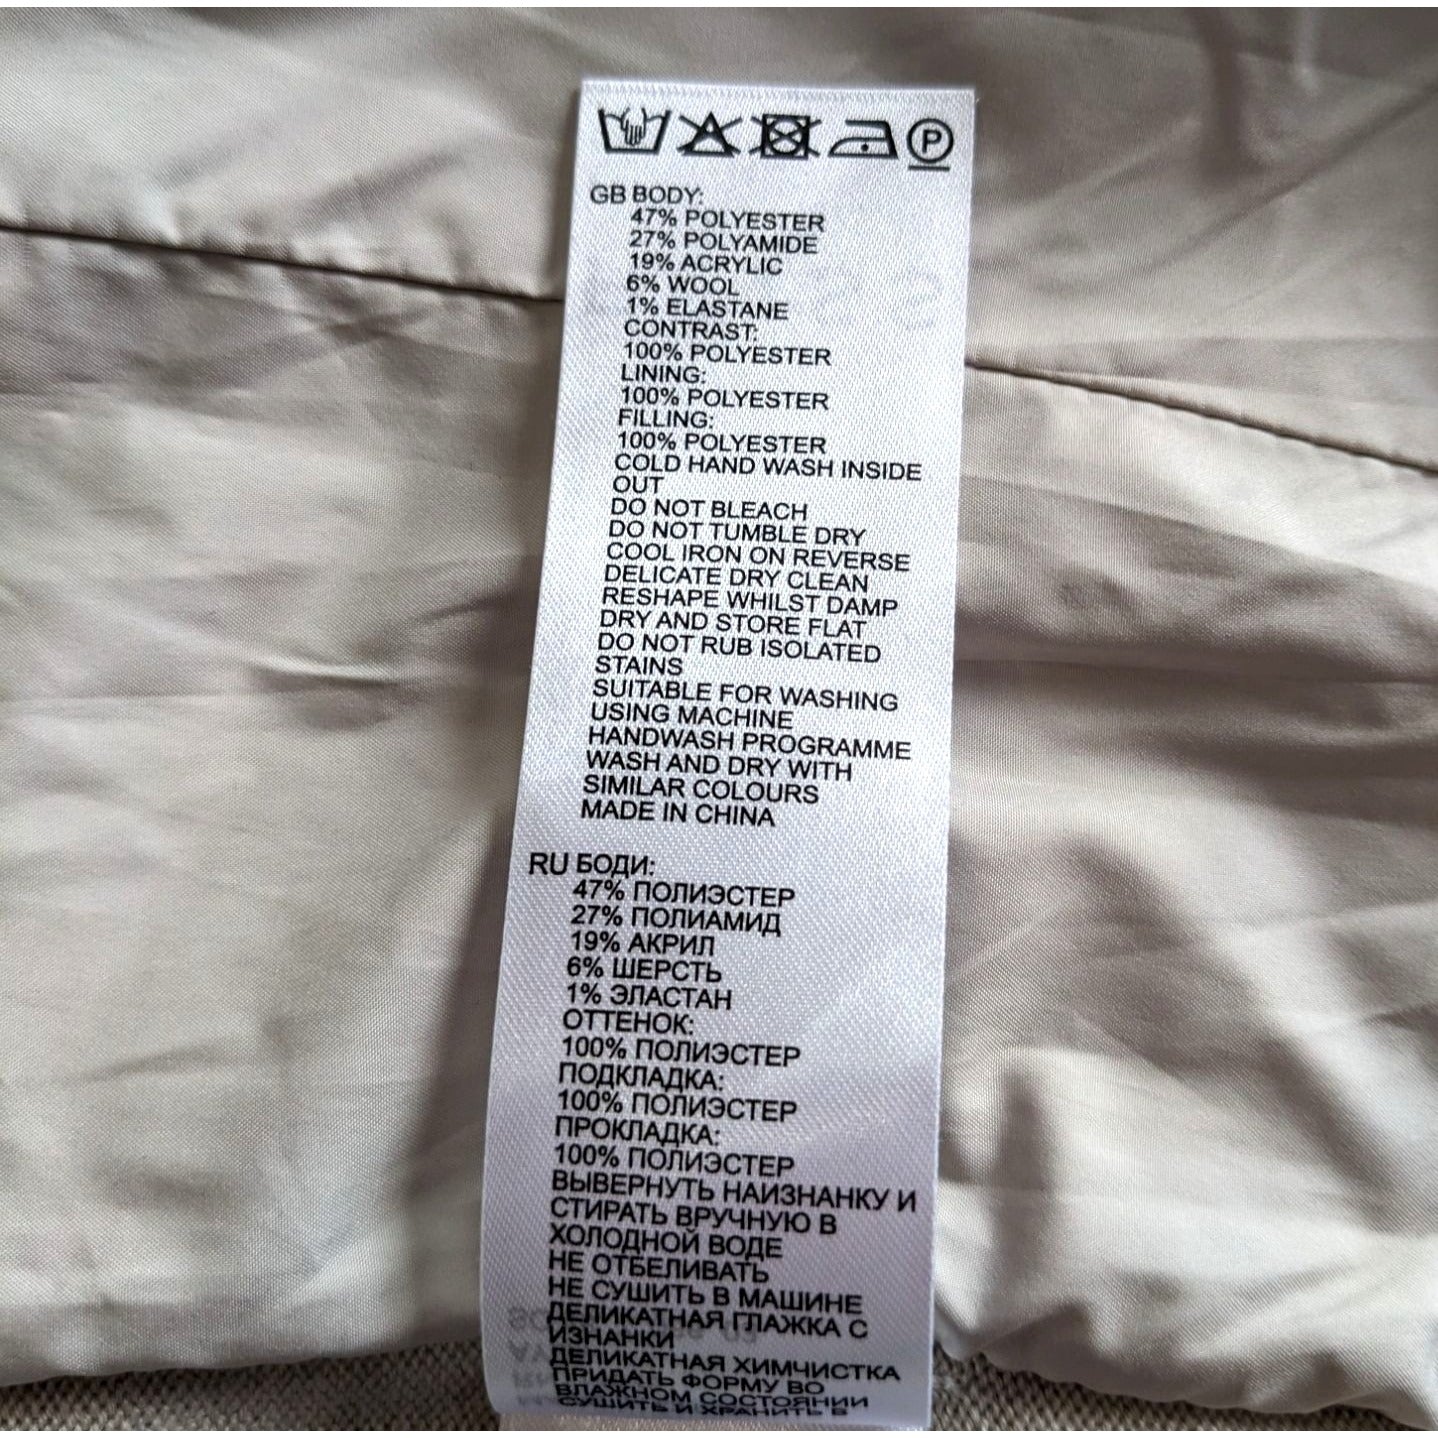 P
GB BODY:
47% POLYESTER
27% POLYAMIDE
19% ACRYLIC
6% WOOL
1% ELASTANE
CONTRAST:
100% POLYESTER
LINING:
100% POLYESTER
FILLING:
100% POLYESTER
COLD HAND WASH INSIDE
OUT
DO NOT BLEACH
DO NOT TUMBLE DRY
COOL IRON ON REVERSE
DELICATE DRY CLEAN
RESHAPE WHILST DAMP
DRY AND STORE FLAT
DO NOT RUB ISOLATED
STAINS
SUITABLE FOR WASHING
USING MACHINE
HANDWASH PROGRAMME
WASH AND DRY WITH
SIMILAR COLOURS
MADE IN CHINA
RU БОДИ:
47% ПОЛИЭСТЕР
27% ПОЛИАМИД
19% АКРИЛ
6% ШЕРСТЬ
1% ЭЛАСТАН
ОТТЕНОК:
100% ПОЛИЭСТЕР
ПОДКЛАДКА:
100% ПОЛИЭСТЕР
ПРОКЛАДКА:
100% ПОЛИЭСТЕР
ВЫВЕРНУТЬ НАИЗНАНКУ И
СТИРАТЬ ВРУЧНУЮ В
ХОЛОДНОЙ ВОДЕ
НЕ ОТБЕЛИВАТЬ
НЕ СУШИТЬ В МАШИНЕ
ДЕЛИКАТНАЯ ГЛАЖКА С
ИЗНАНКИ
ДЕЛИКАТНАЯ ХИМЧИСТКА
ПРИДАТЬ ФОРМУ ВО
ВЛАЖНОМ СОСТОЯНИИ
СУШИТЬ И ХРАНИТЬ В